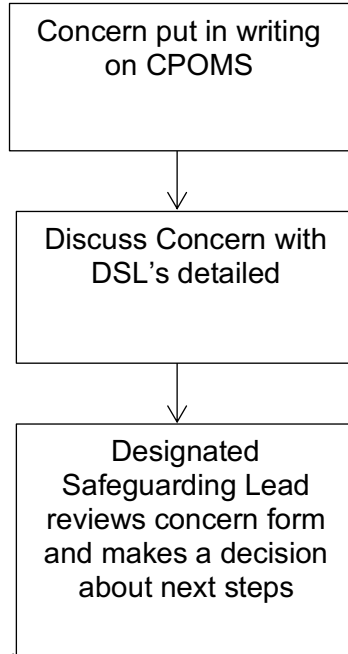 Concern put in writing
on CPOMS
Discuss Concern with
DSL’s detailed
Designated
Safeguarding Lead
reviews concern form
and makes a decision
about next steps